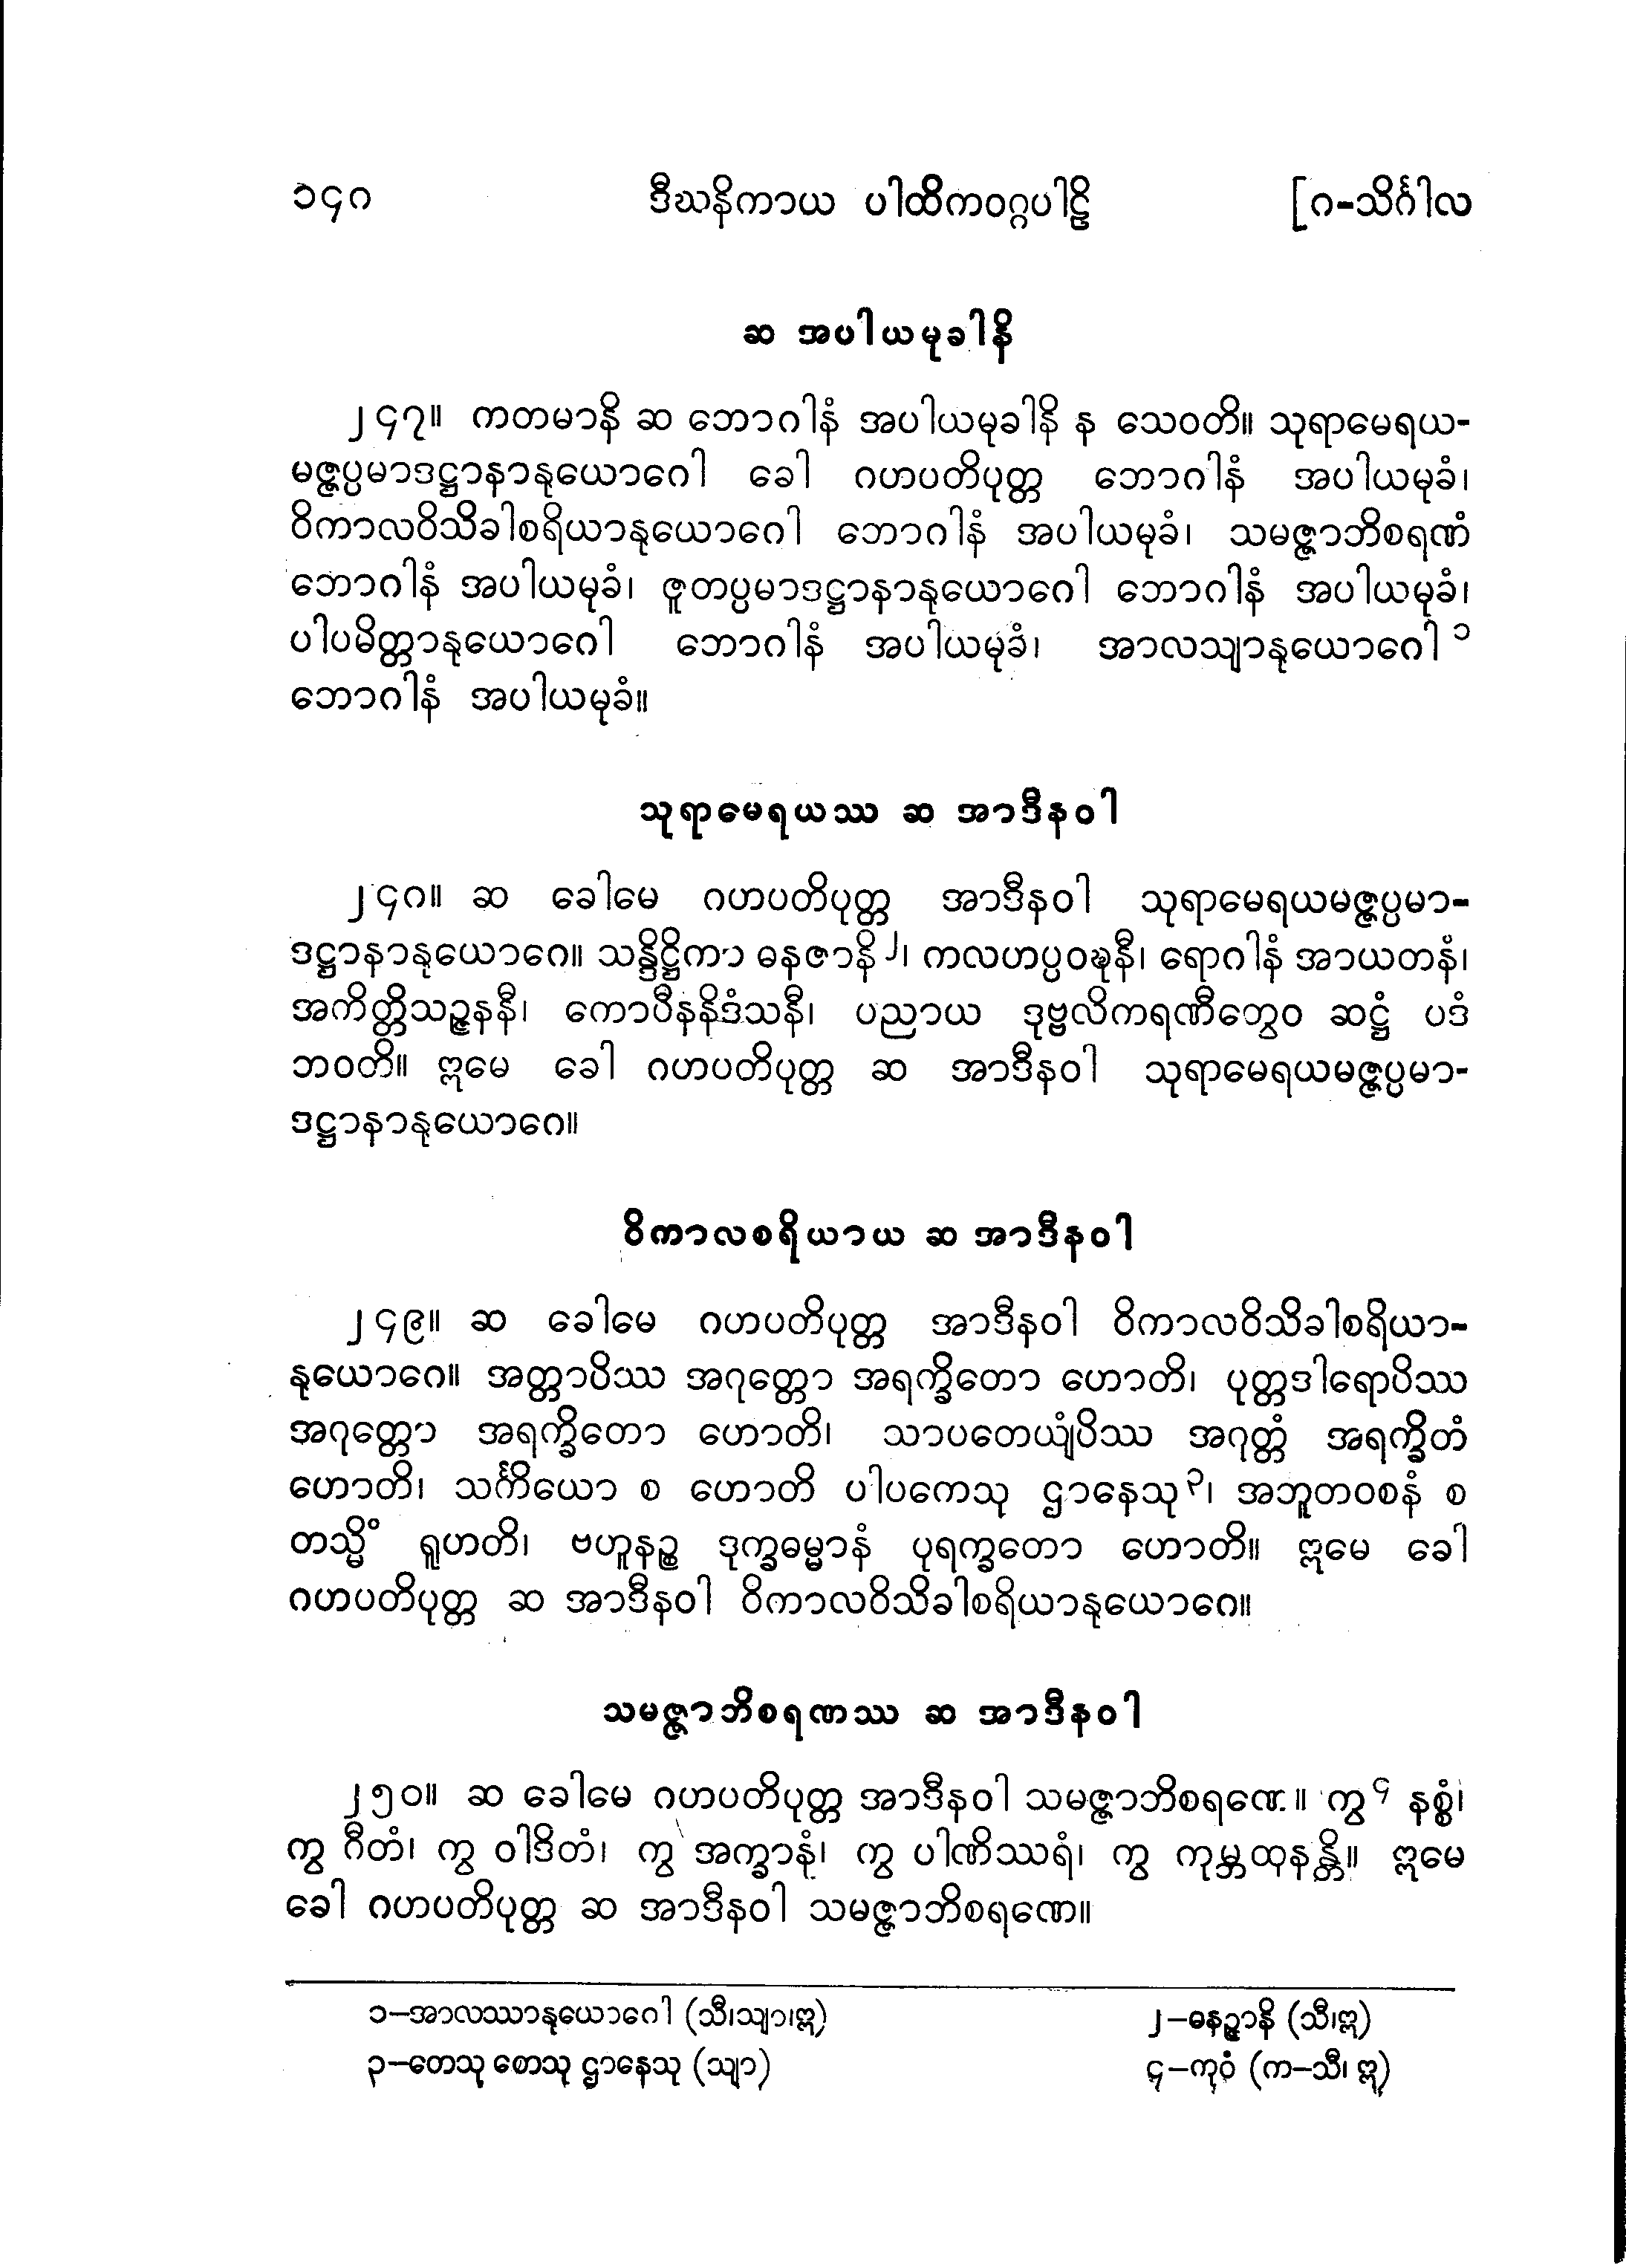 ၁၄၈ ဒီဃနိကာယ ပါထိကဝဂ္ဂပါဠိ [၈-သိင်္ဂါလ
ဆ အပါယမုခါနိ
၂၄၇။ ကတမာနိ ဆ ဘောဂါနံ အပါယမုခါနိ န သေဝတိ။ သုရာမေရယ-
မဇ္ဇပ္ပမာဒဋ္ဌာနာနုယောဂေါ ခေါ ဂဟပတိပုတ္တ ဘောဂါနံ အပါယမုခံ၊
ဝိကာလဝိသိခါစရိယာနုယောဂေါ ဘောဂါနံ အပါယမုခံ၊ သမဇ္ဇာဘိစရဏံ
ဘောဂါနံ အပါယမုခံ၊ ဇူတပ္ပမာဒဋ္ဌာနာနုယောဂေါ ဘောဂါနံ အပါယမုခံ၊
ပါပမိတ္တာနုယောဂေါ ဘောဂါနံ အပါယမုခံ၊ အာလသျာနုယောဂေါ ၁
ဘောဂါနံ အပါယမုခံ။
သုရာမေရယဿ ဆ အာဒီနဝါ
၂၄၈။ ဆ ခေါမေ ဂဟပတိပုတ္တ အာဒီနဝါ သုရာမေရယမဇ္ဇပ္ပမာ-
ဒဋ္ဌာနာနုယောဂေ။ သန္ဒိဋ္ဌိကာ ဓနဇာနိ ၂၊ ကလဟပ္ပဝဍ္ဎနီ၊ ရောဂါနံ အာယတနံ၊
အကိတ္တိသဉ္ဇနနီ၊ ကောပီနနိဒံသနီ၊ ပညာယ ဒုဗ္ဗလိကရဏီတွေဝ ဆဋ္ဌံ ပဒံ
ဘဝတိ။ ဣမေ ခေါ ဂဟပတိပုတ္တ ဆ အာဒီနဝါ သုရာမေရယမဇ္ဇပ္ပမာ-
ဒဋ္ဌာနာနုယောဂေ။
ဝိကာလစရိယာယ ဆ အာဒီနဝါ
၂၄၉။ ဆ ခေါမေ ဂဟပတိပုတ္တ အာဒီနဝါ ဝိကာလဝိသိခါစရိယာ-
နုယောဂေ။ အတ္တာပိဿ အဂုတ္တော အရက္ခိတော ဟောတိ၊ ပုတ္တဒါရောပိဿ
အဂုတ္တော အရက္ခိတော ဟောတိ၊ သာပတေယျံပိဿ အဂုတ္တံ အရက္ခိတံ
ဟောတိ၊ သင်္ကိယော စ ဟောတိ ပါပကေသု ဌာနေသု ၃၊ အဘူတဝစနံ စ
တသ္မိံ ရူဟတိ၊ ဗဟူနဉ္စ ဒုက္ခဓမ္မာနံ ပုရက္ခတော ဟောတိ။ ဣမေ ခေါ
ဂဟပတိပုတ္တ ဆ အာဒီနဝါ ဝိကာလဝိသိခါစရိယာနုယောဂေ။
သမဇ္ဇာဘိစရဏဿ ဆ အာဒီနဝါ
၂၅၀။ ဆ ခေါမေ ဂဟပတိပုတ္တ အာဒီနဝါ သမဇ္ဇာဘိစရဏေ။ ကွ ၄ နစ္စံ၊
ကွ ဂီတံ၊ ကွ ဝါဒိတံ၊ ကွ အက္ခာနံ၊ ကွ ပါဏိဿရံ၊ ကွ ကုမ္ဘထုနန္တိ။ ဣမေ
ခေါ ဂဟပတိပုတ္တ ဆ အာဒီနဝါ သမဇ္ဇာဘိစရဏေ။
၁–အာလဿာနုယောဂေါ (သီ၊သျာ၊ဣ) ၂–ဓနဉ္ဇာနိ (သီ၊ဣ)
၃–တေသု တေသု ဌာနေသု (သျာ) ၄–ကုဝံ (က–သီ၊ ဣ)